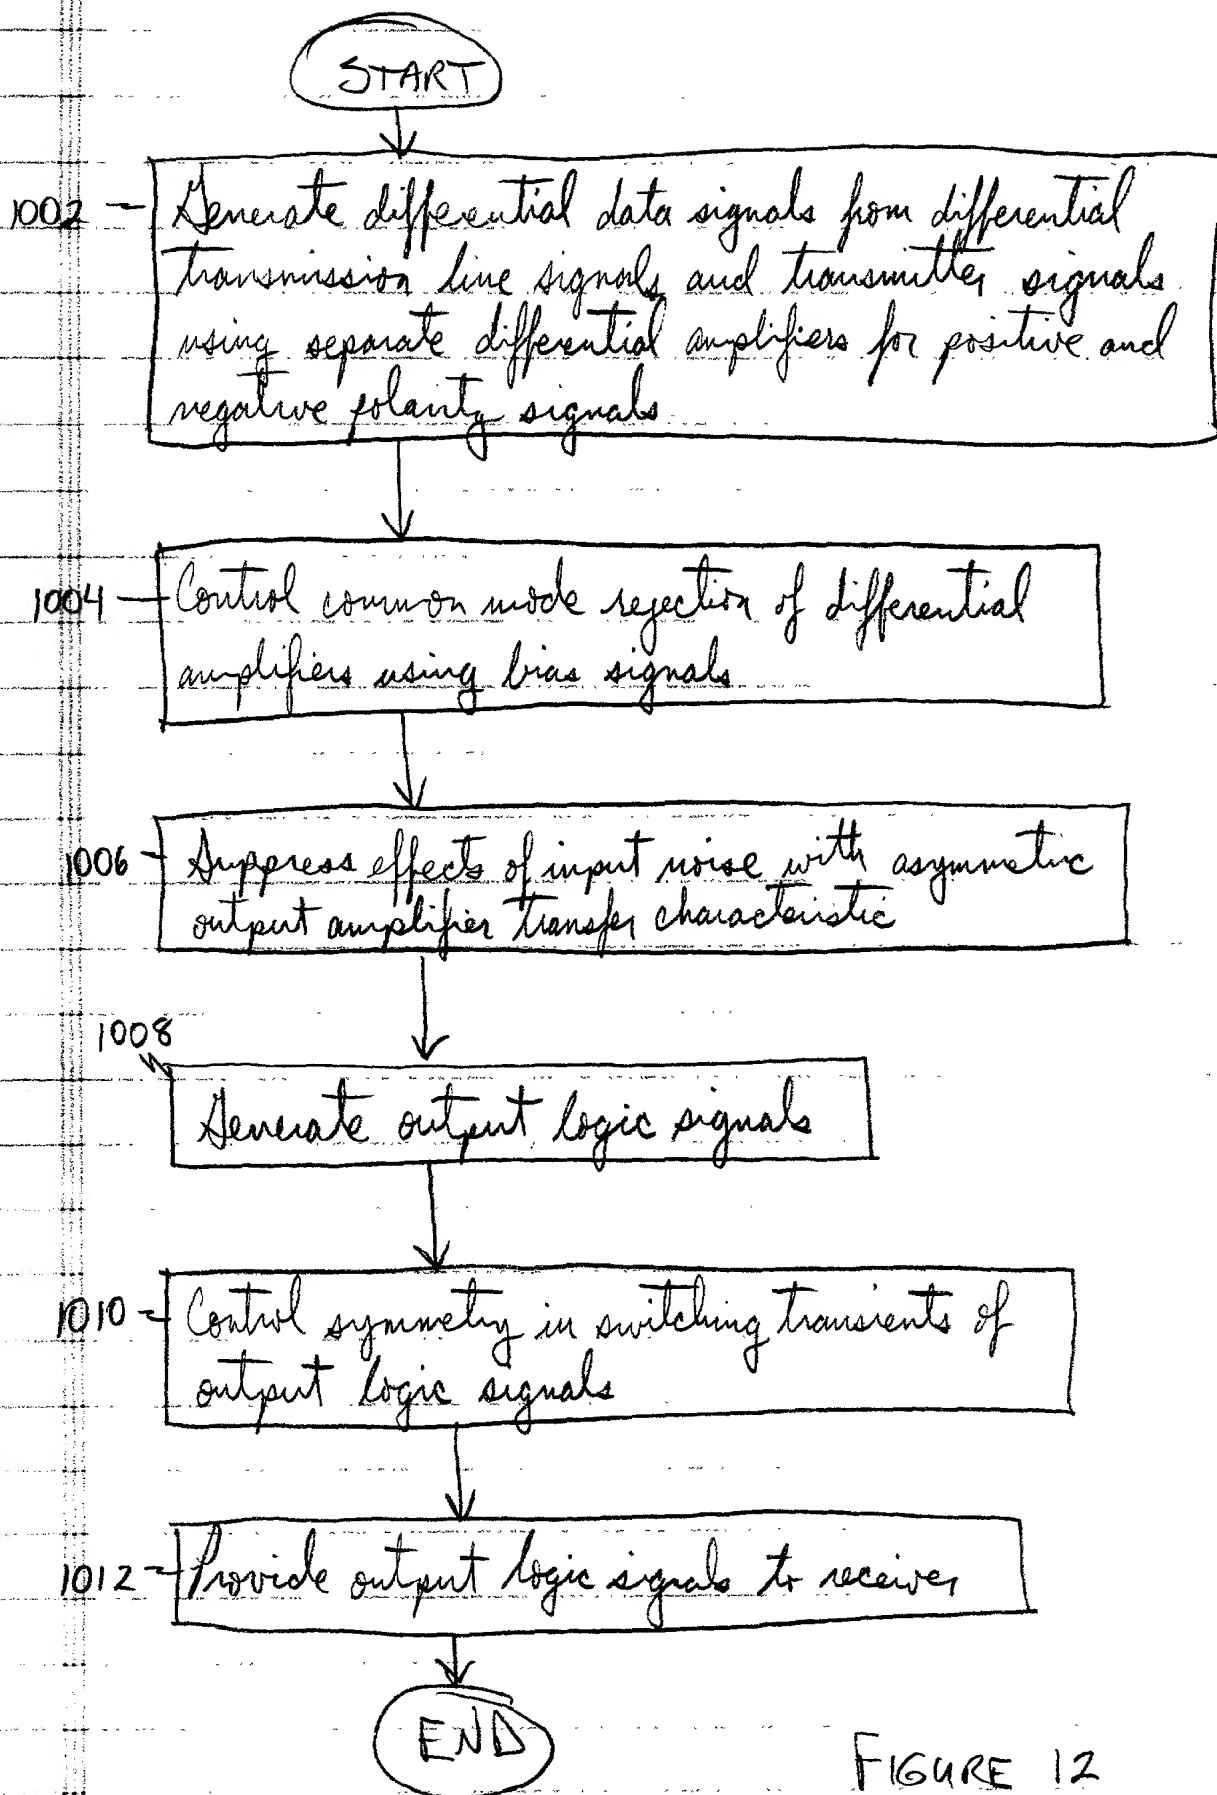 START
1002
Generate differential data signals from differential
transmission line signals and transmitter signals
using separate differential amplifiers for positive and
negative polarity signals
1004
Control common mode rejection of differential
amplifiers using bias signals
1006
Suppress effects of input noise with asymmetric
output amplifier transfer characteristic
1008
Generate output logic signals
1010
Control symmetry in switching transients of
output logic signals
1012
Provide output logic signals to receiver
END
FIGURE 12